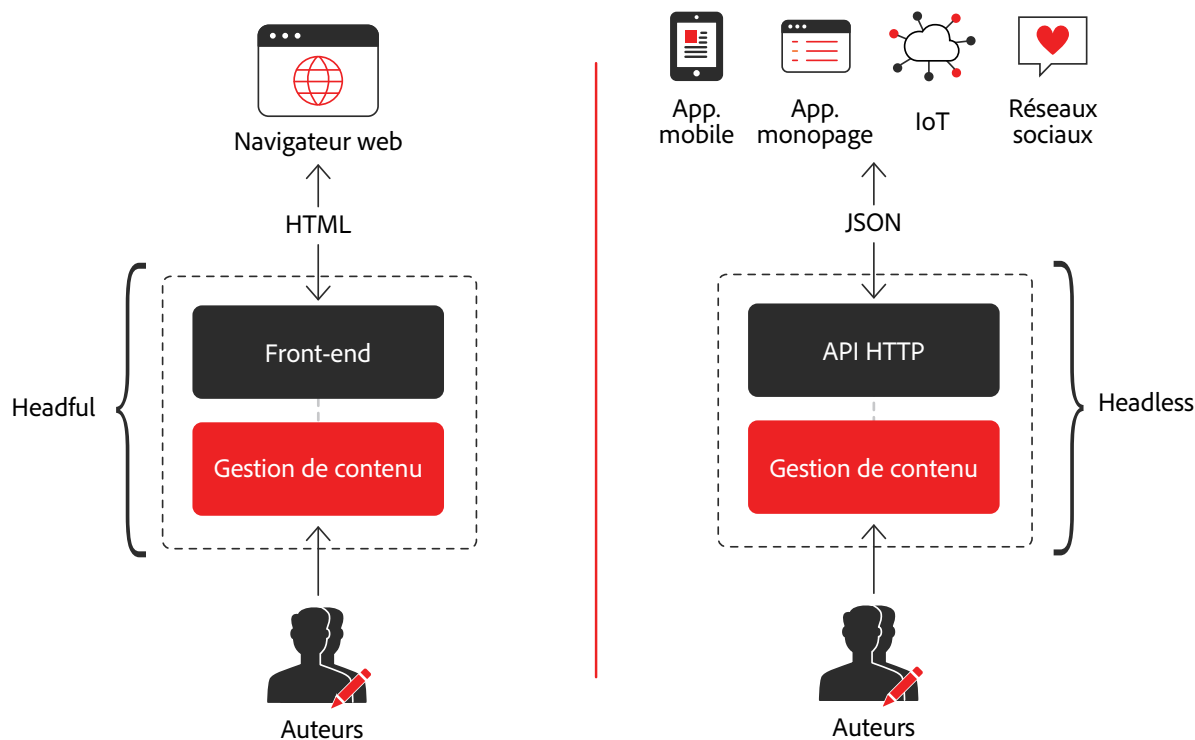 Navigateur web
HTML
Headful
Front-end
Gestion de contenu
Auteurs
App.
mobile
App.
monopage
IoT
Réseaux
sociaux
JSON
API HTTP
Gestion de contenu
Headless
Auteurs